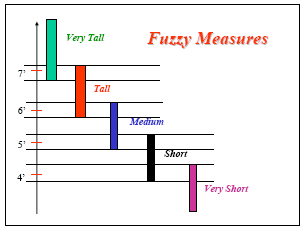 Very Tall
Fuzzy Measures
7'
Tall
6'
Medium
5'
Short
4'
Very Short